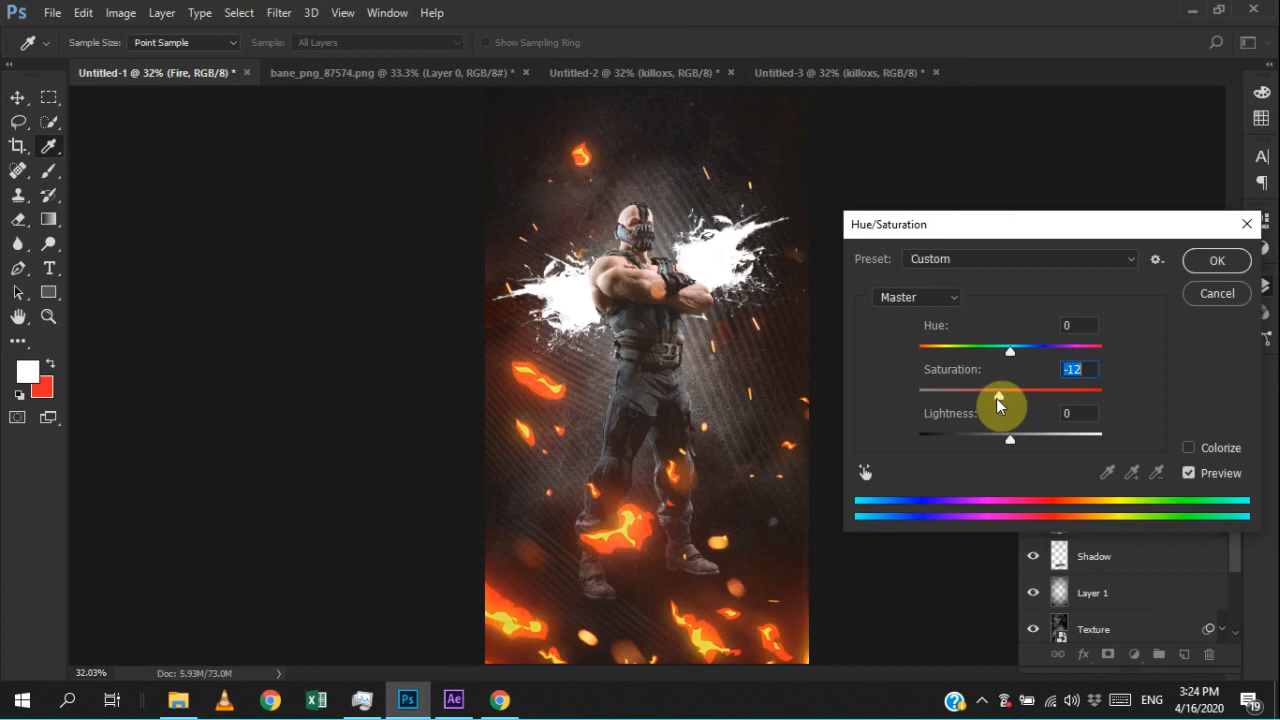 Ps File Edit Image Layer Type Select Filter 3D View Window Help
Sample Size: Point Sample Sample: All Layers Show Sampling Ring
Untitled-1 @ 32% (Fire, RGB/8) * × bane_png_87574.png @ 33.3% (Layer 0, RGB/8#) * × Untitled-2 @ 32% (killoxs, RGB/8) * × Untitled-3 @ 32% (killoxs, RGB/8) * ×
Hue/Saturation
Preset: Custom
OK
Master
Cancel
Hue: 0
Saturation: -12
Lightness: 0
Colorize
Preview
Shadow
Layer 1
Texture
32.03% Doc: 5.93M/73.0M
Ps Ae ENG
3:24 PM
4/16/2020
19